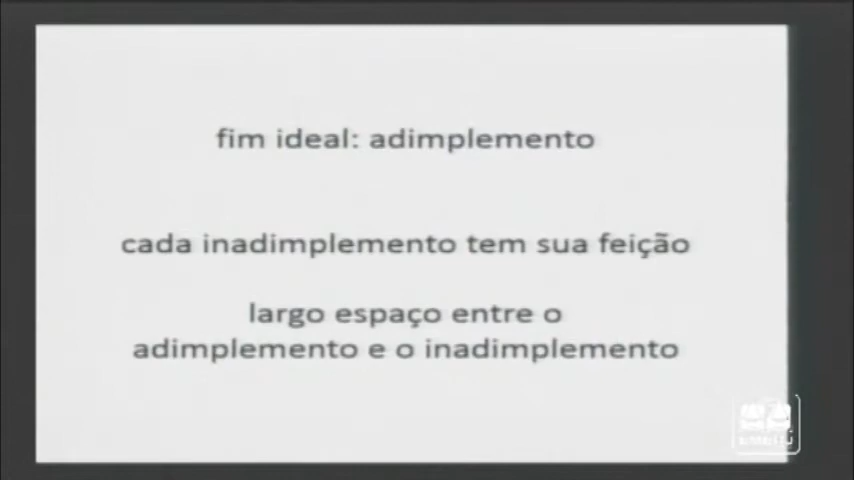 fim ideal: adimplemento
cada inadimplemento tem sua feição
largo espaço entre o
adimplemento e o inadimplemento